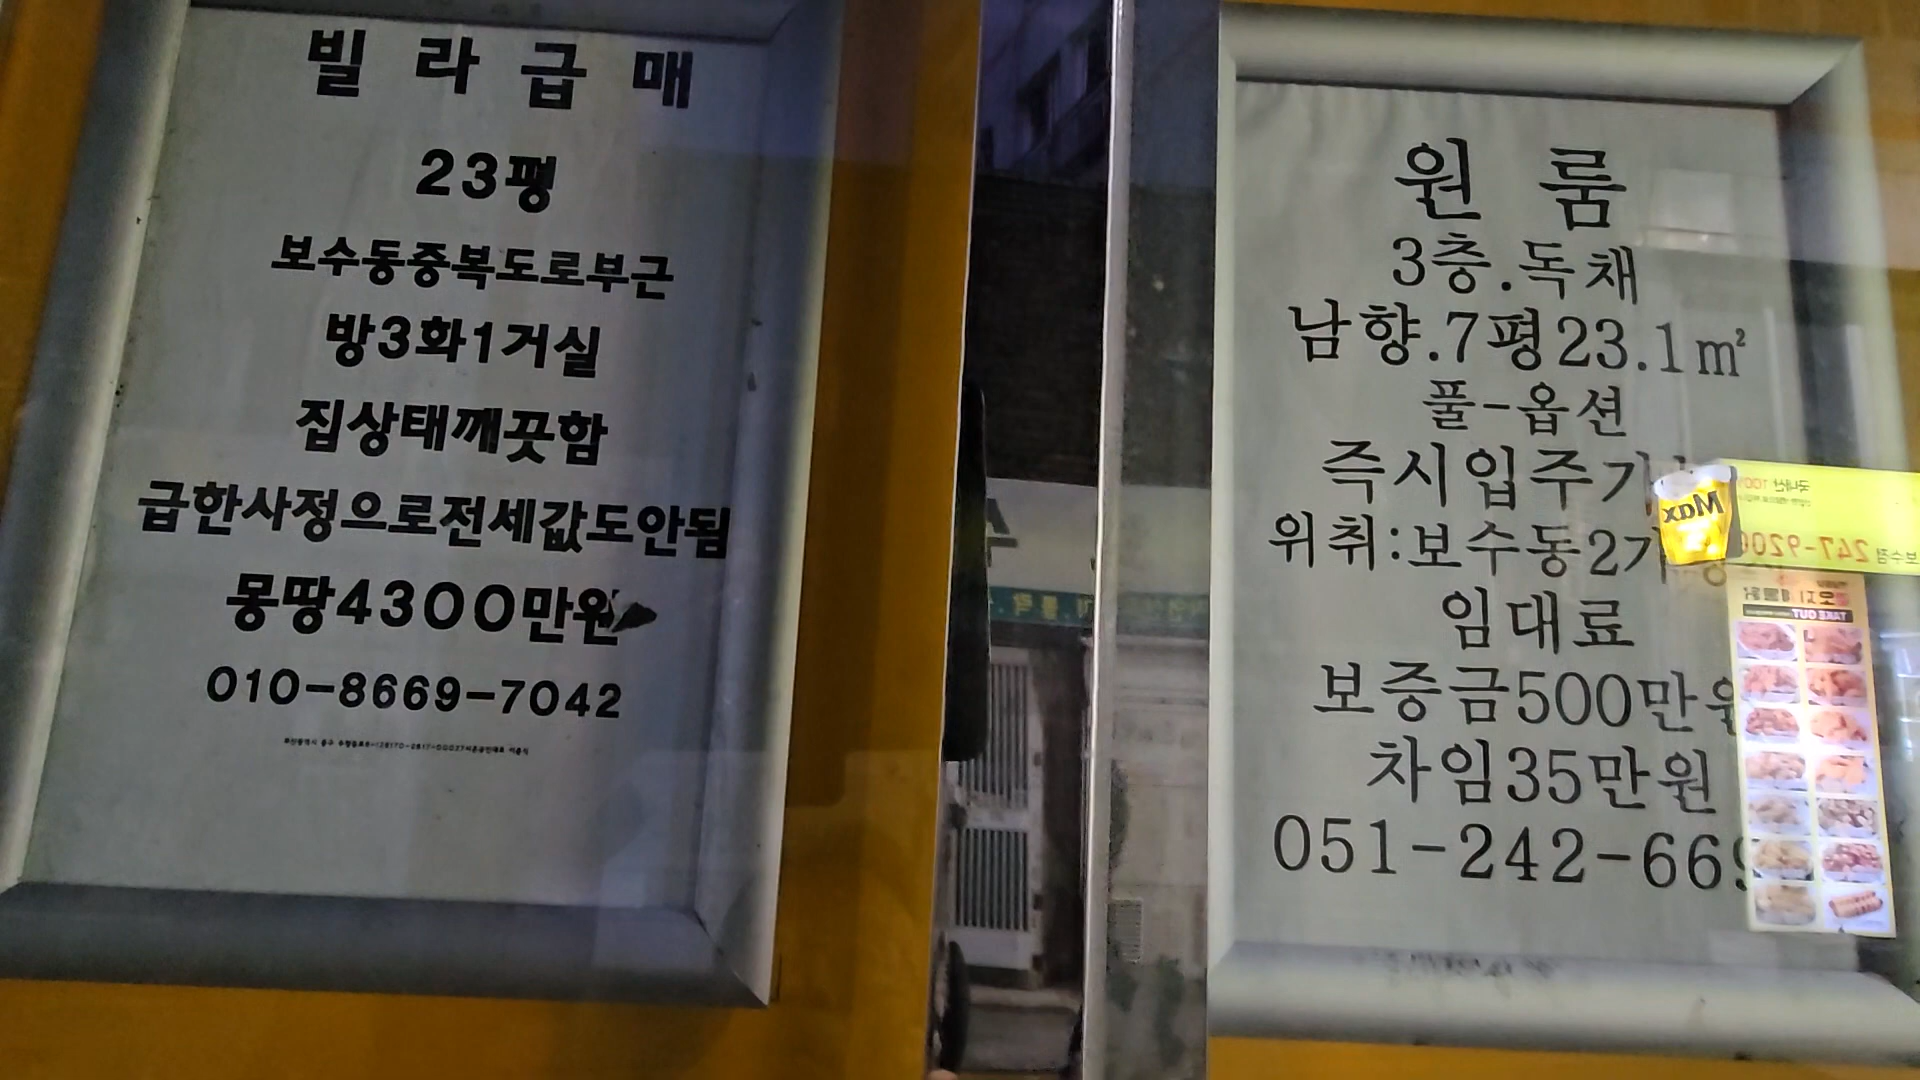 빌라급매
23평
보수동중복도로부근
방3화1거실
집상태깨끗함
급한사정으로전세값도안됨
몽땅4300만원
010-8669-7042
원룸
3층.독채
남향.7평23.1㎡
풀-옵션
즉시입주가
위취:보수동2가
임대료
보증금500만원
차임35만원
051-242-669
Max
247-920
TAKE OUT